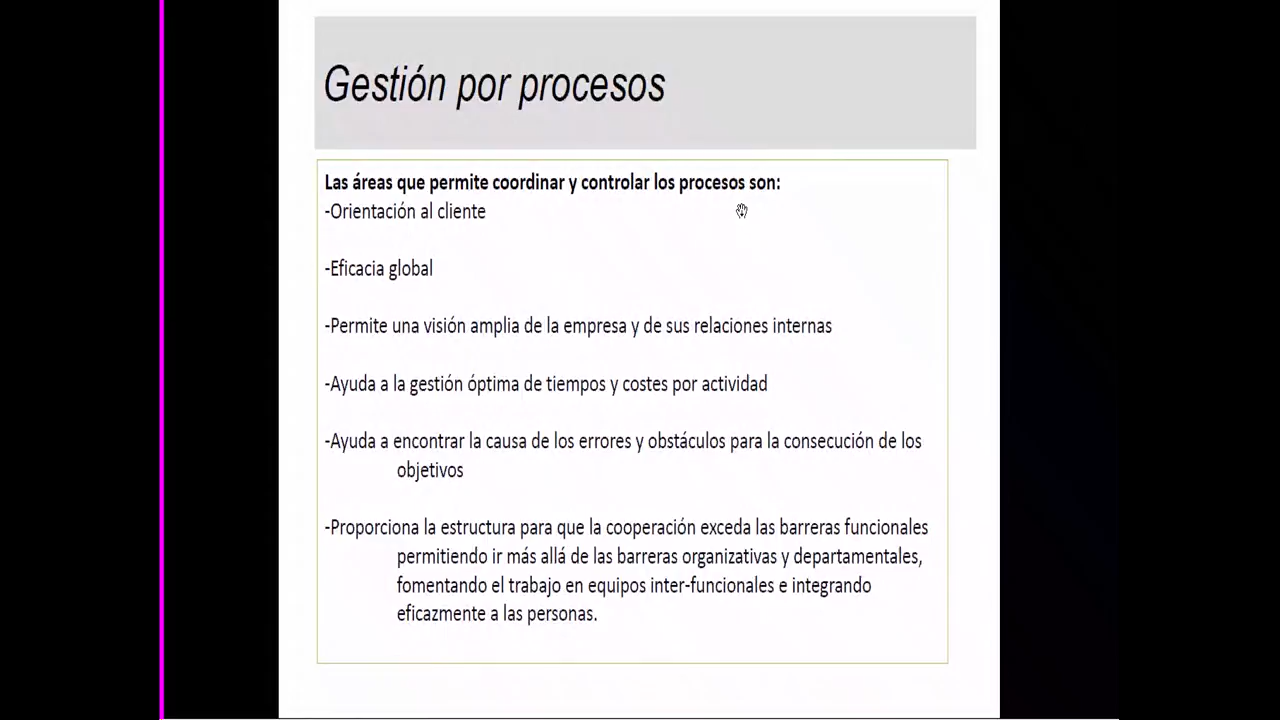 Gestión por procesos
Las áreas que permite coordinar y controlar los procesos son:
-Orientación al cliente
-Eficacia global
-Permite una visión amplia de la empresa y de sus relaciones internas
-Ayuda a la gestión óptima de tiempos y costes por actividad
-Ayuda a encontrar la causa de los errores y obstáculos para la consecución de los
objetivos
-Proporciona la estructura para que la cooperación exceda las barreras funcionales
permitiendo ir más allá de las barreras organizativas y departamentales,
fomentando el trabajo en equipos inter-funcionales e integrando
eficazmente a las personas.